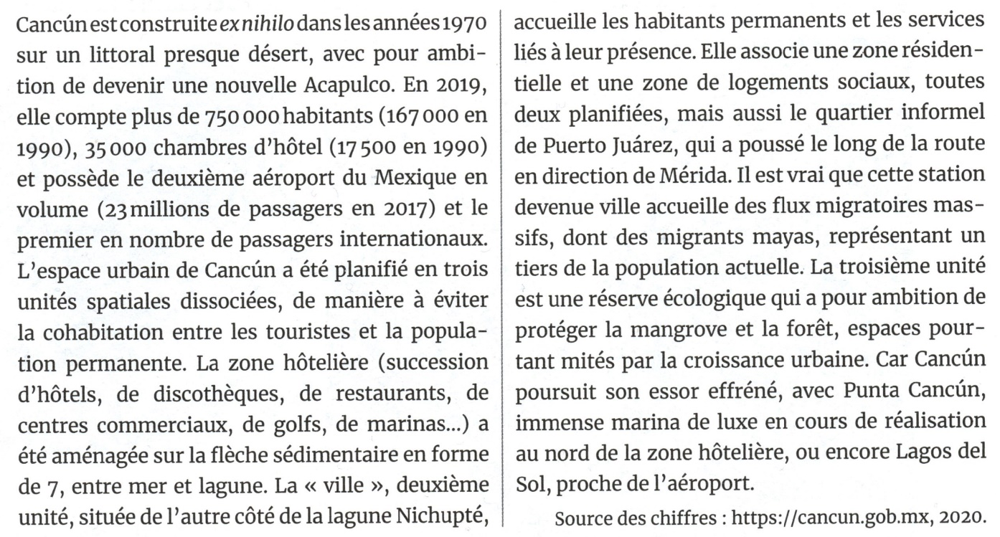 Cancún est construite ex nihilo dans les années 1970
sur un littoral presque désert, avec pour ambi-
tion de devenir une nouvelle Acapulco. En 2019,
elle compte plus de 750 000 habitants (167 000 en
1990), 35 000 chambres d'hôtel (17 500 en 1990)
et possède le deuxième aéroport du Mexique en
volume (23 millions de passagers en 2017) et le
premier en nombre de passagers internationaux.
L'espace urbain de Cancún a été planifié en trois
unités spatiales dissociées, de manière à éviter
la cohabitation entre les touristes et la popula-
tion permanente. La zone hôtelière (succession
d'hôtels, de discothèques, de restaurants, de
centres commerciaux, de golfs, de marinas...) a
été aménagée sur la flèche sédimentaire en forme
de 7, entre mer et lagune. La « ville », deuxième
unité, située de l'autre côté de la lagune Nichupté,
accueille les habitants permanents et les services
liés à leur présence. Elle associe une zone résiden-
tielle et une zone de logements sociaux, toutes
deux planifiées, mais aussi le quartier informel
de Puerto Juárez, qui a poussé le long de la route
en direction de Mérida. Il est vrai que cette station
devenue ville accueille des flux migratoires mas-
sifs, dont des migrants mayas, représentant un
tiers de la population actuelle. La troisième unité
est une réserve écologique qui a pour ambition de
protéger la mangrove et la forêt, espaces pour-
tant mités par la croissance urbaine. Car Cancún
poursuit son essor effréné, avec Punta Cancún,
immense marina de luxe en cours de réalisation
au nord de la zone hôtelière, ou encore Lagos del
Sol, proche de l'aéroport.
Source des chiffres : https://cancun.gob.mx, 2020.